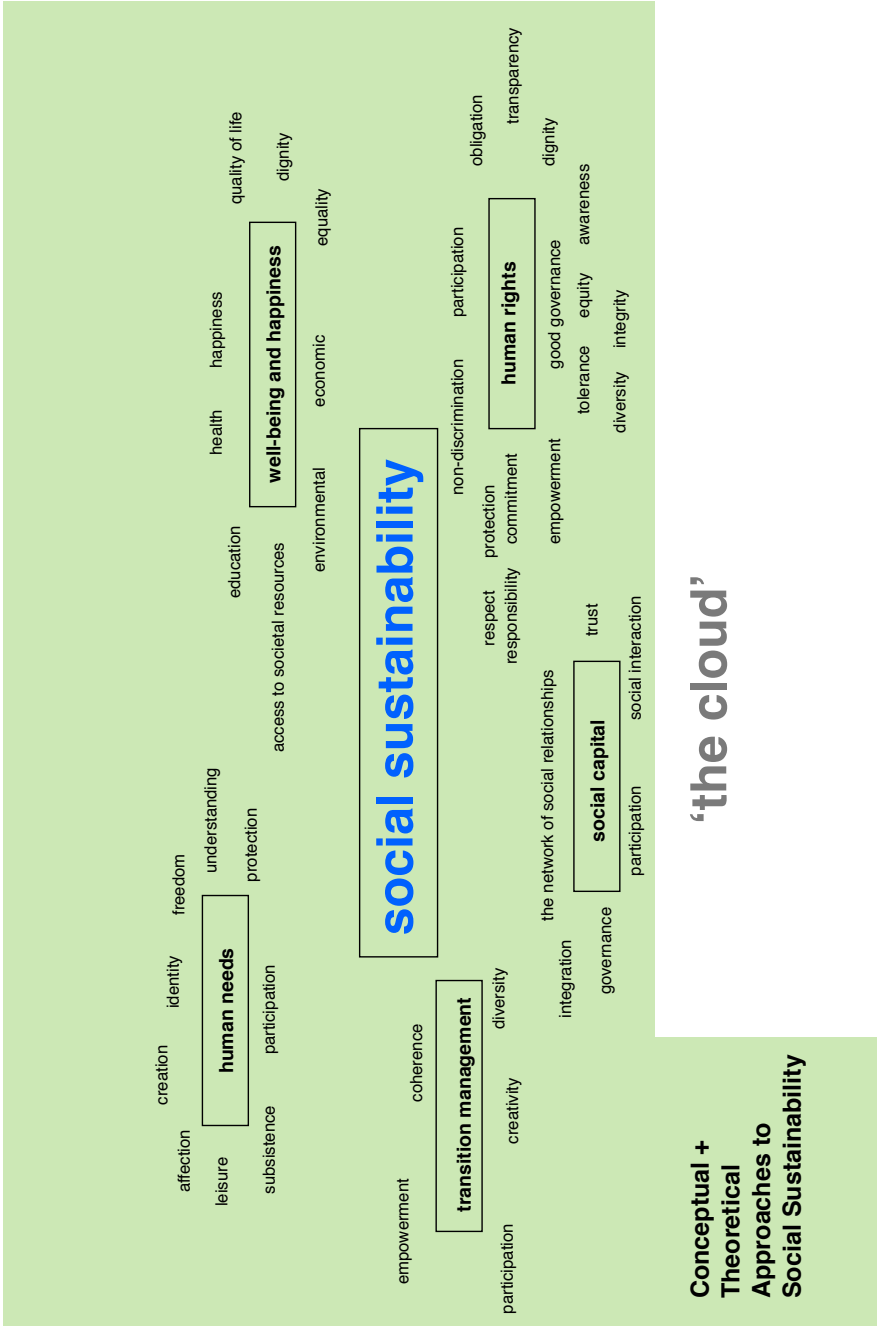 Conceptual +
Theoretical
Approaches to
Social Sustainability
‘the cloud’
social sustainability
human needs
affection
creation
identity
freedom
understanding
protection
leisure
subsistence
participation
well-being and happiness
education
health
happiness
quality of life
dignity
equality
economic
environmental
access to societal resources
transition management
empowerment
coherence
participation
creativity
diversity
social capital
the network of social relationships
integration
governance
participation
social interaction
trust
human rights
non-discrimination
participation
obligation
transparency
dignity
respect
protection
responsibility
commitment
empowerment
good governance
tolerance
equity
awareness
diversity
integrity